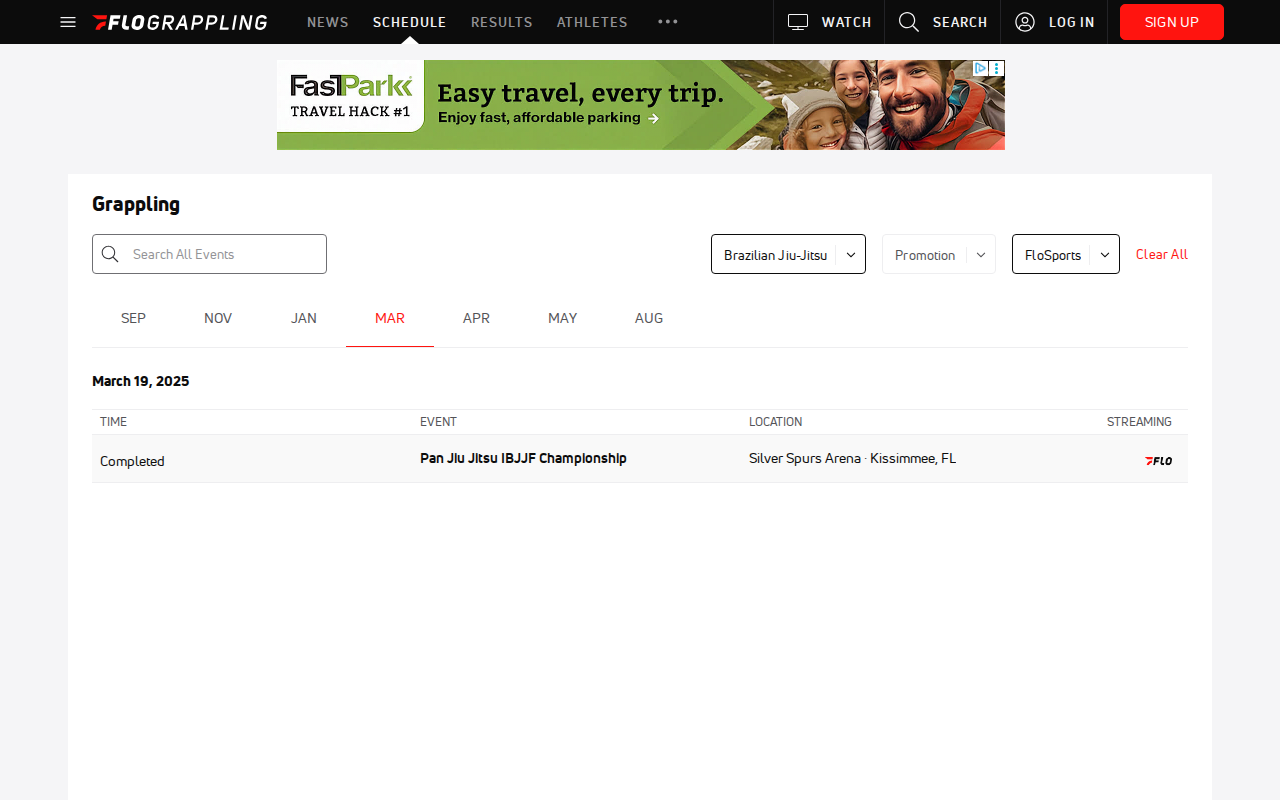 FLOGRAPPLING NEWS SCHEDULE RESULTS ATHLETES WATCH SEARCH LOG IN SIGN UP
FastPark
TRAVEL HACK #1
Easy travel, every trip.
Enjoy fast, affordable parking
Grappling
Search All Events Brazilian Jiu-Jitsu Promotion FloSports Clear All
SEP NOV JAN MAR APR MAY AUG
March 19, 2025
TIME EVENT LOCATION STREAMING
Completed Pan Jiu Jitsu IBJJF Championship Silver Spurs Arena · Kissimmee, FL FLO